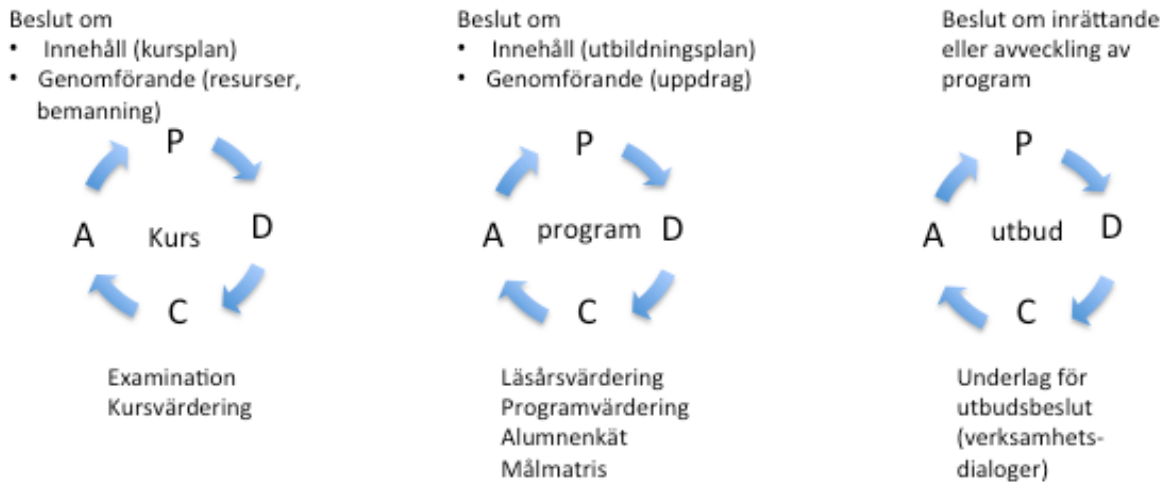 Beslut om
• Innehåll (kursplan)
• Genomförande (resurser,
bemanning)
P
A
Kurs
D
C
Examination
Kursvärdering
Beslut om
• Innehåll (utbildningsplan)
• Genomförande (uppdrag)
P
A
program
D
C
Läsårsvärdering
Programvärdering
Alumnenkät
Målmatris
Beslut om inrättande
eller avveckling av
program
P
A
utbud
D
C
Underlag för
utbudsbeslut
(verksamhets-
dialoger)